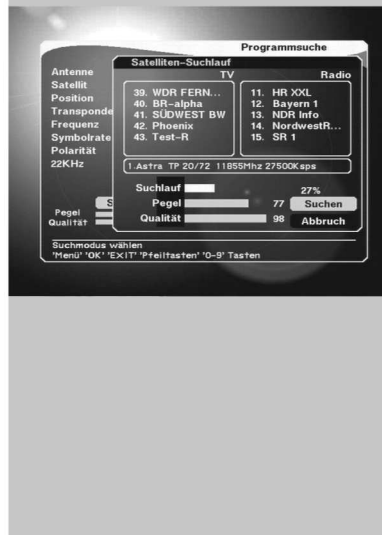 Programmsuche
Antenne
Satellit
Position
Transponde
Frequenz
Symbolrate
Polarität
22KHz
Satelliten-Suchlauf
TV
39. WDR FERN...
40. BR-alpha
41. SÜDWEST BW
42. Phoenix
43. Test-R
Radio
11. HR XXL
12. Bayern 1
13. NDR Info
14. NordwestR...
15. SR 1
1.Astra TP 20/72 11855Mhz 27500Ksps
Suchlauf 27%
Pegel 77 Suchen
Qualität 98 Abbruch
S
Pegel
Qualität
Suchmodus wählen
'Menü' 'OK' 'EXIT' 'Pfeiltasten' '0-9' Tasten